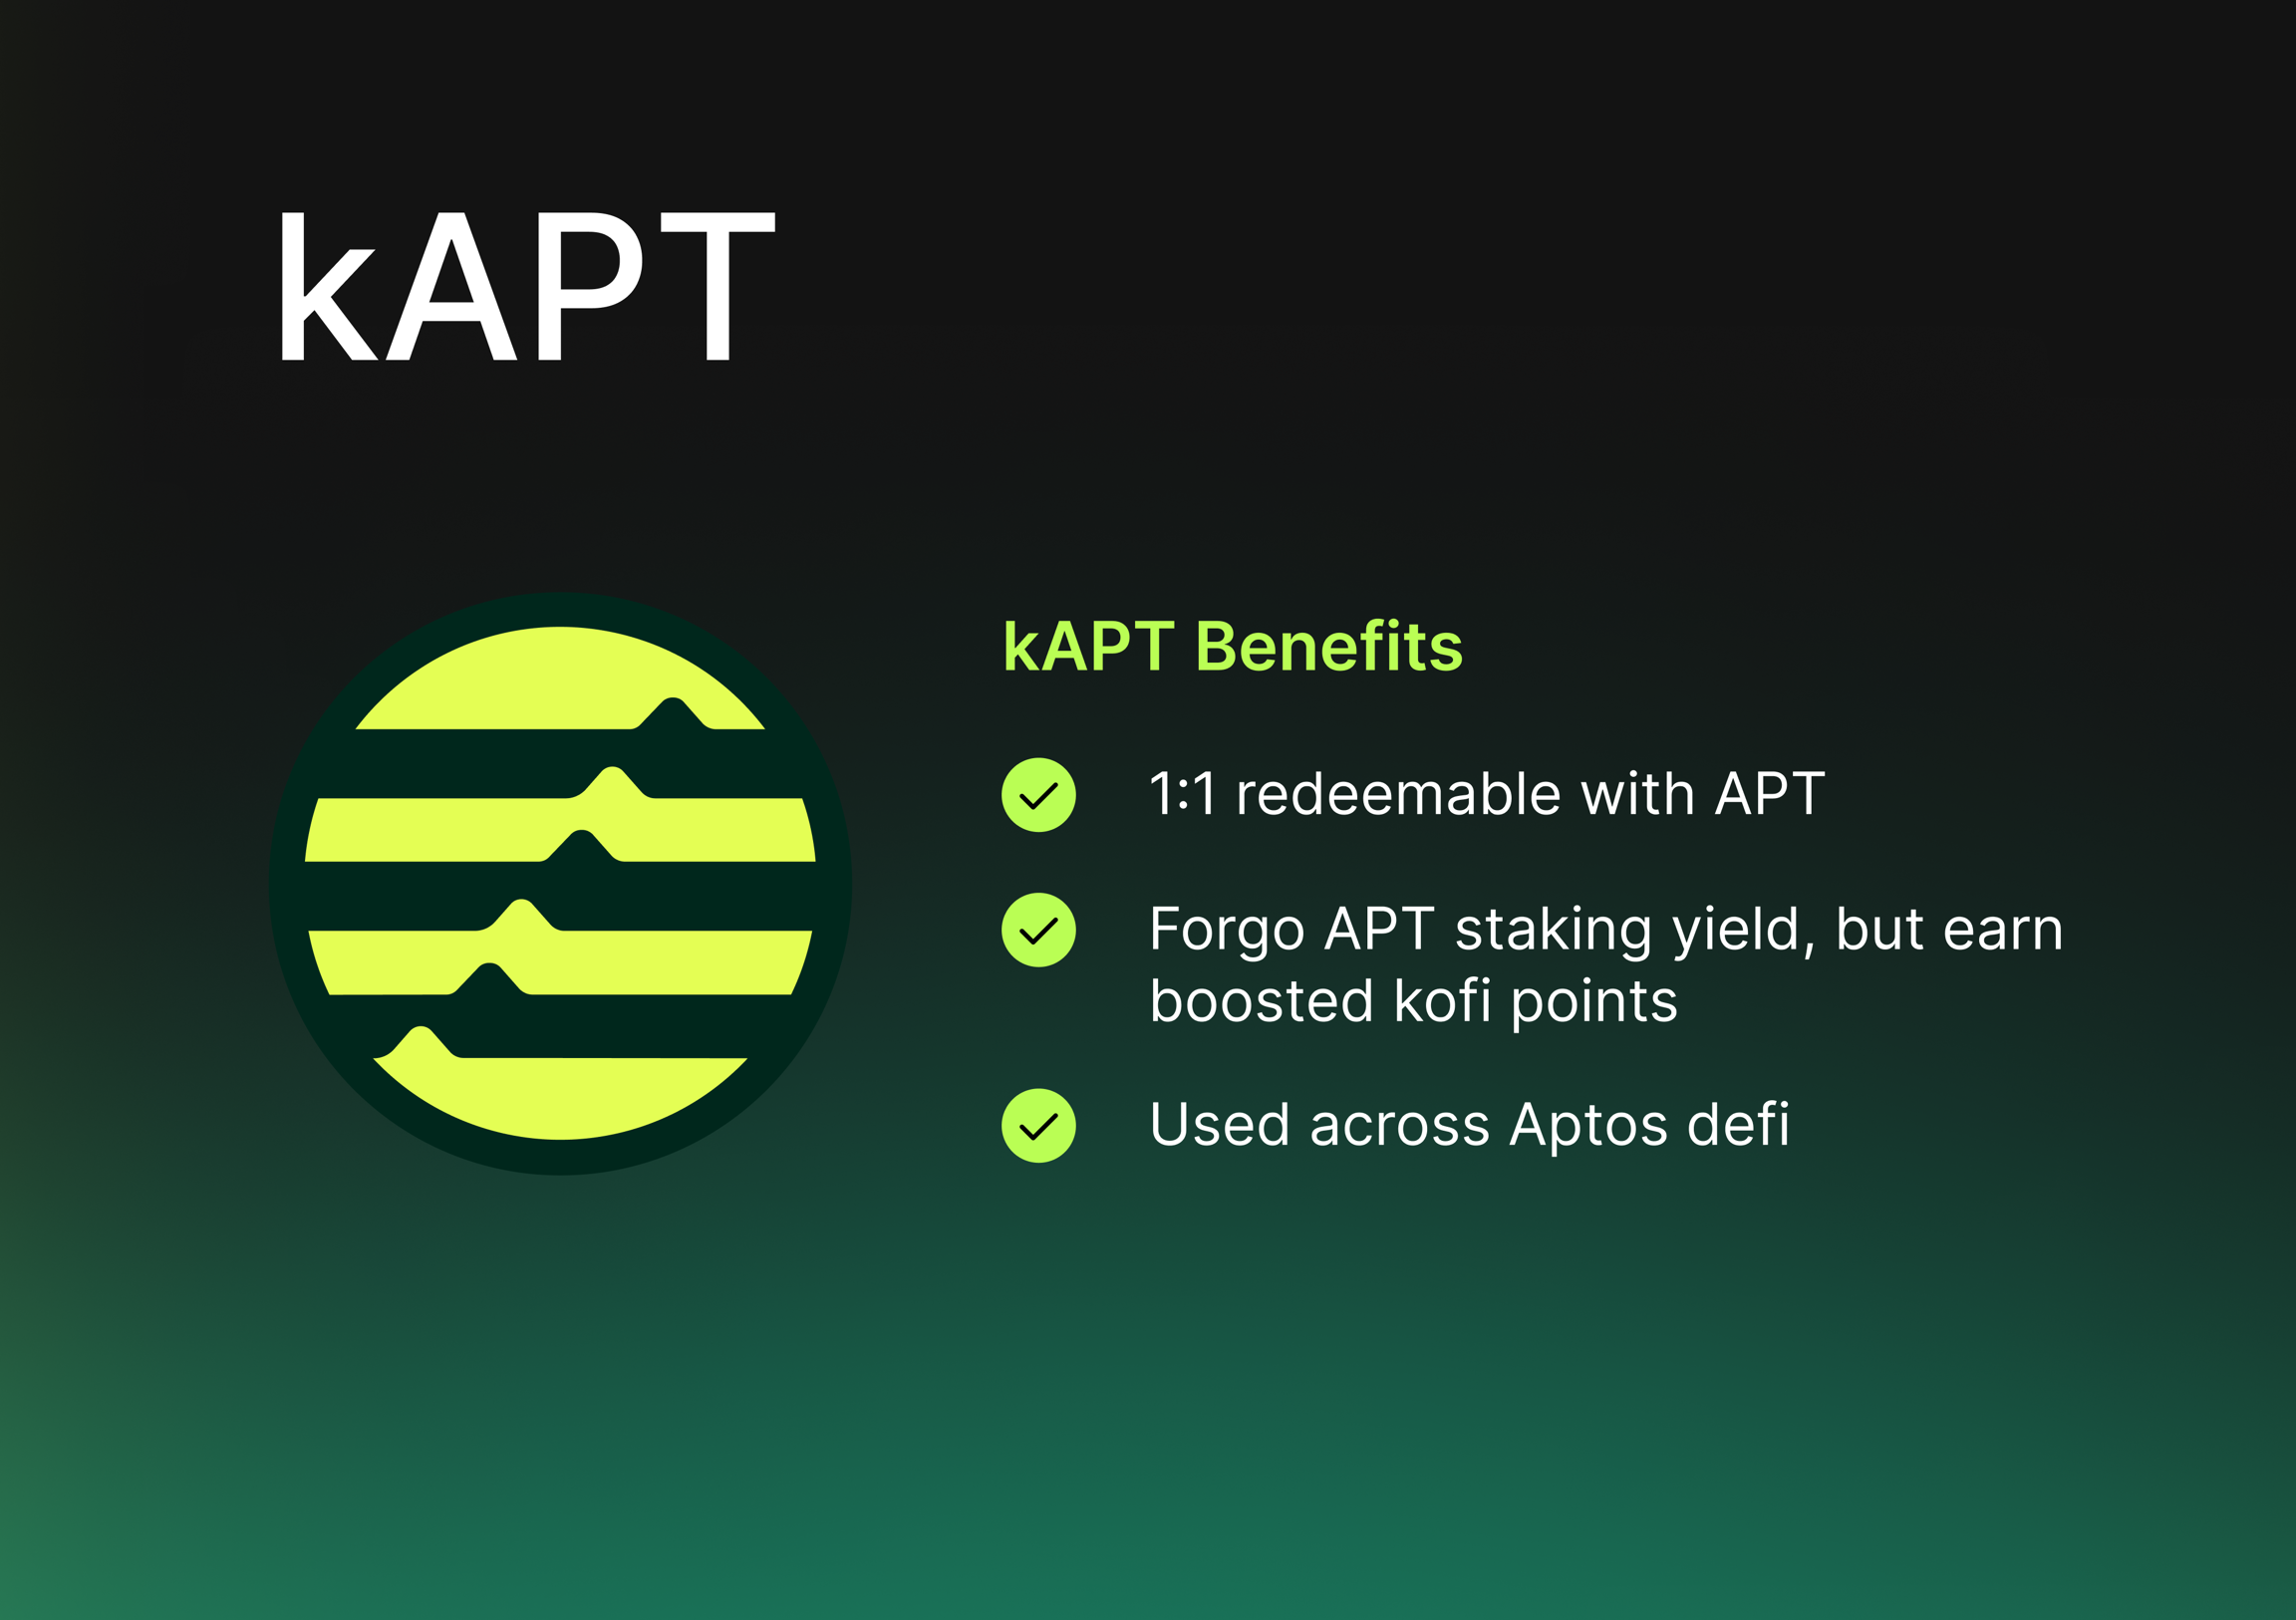 kAPT
kAPT Benefits
1:1 redeemable with APT
Forgo APT staking yield, but earn
boosted kofi points
Used across Aptos defi